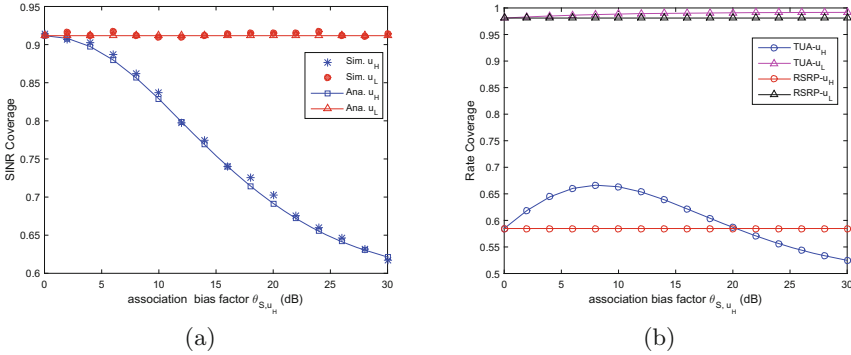 0.95
0.9
0.85
0.8
0.75
0.7
0.65
0.6
SINR Coverage
Sim. u_H
Sim. u_L
Ana. u_H
Ana. u_L
0 5 10 15 20 25 30
association bias factor θ_{S,u_H} (dB)
(a)
1
0.95
0.9
0.85
0.8
0.75
0.7
0.65
0.6
0.55
0.5
Rate Coverage
TUA-u_H
TUA-u_L
RSRP-u_H
RSRP-u_L
0 5 10 15 20 25 30
association bias factor θ_{S, u_H} (dB)
(b)